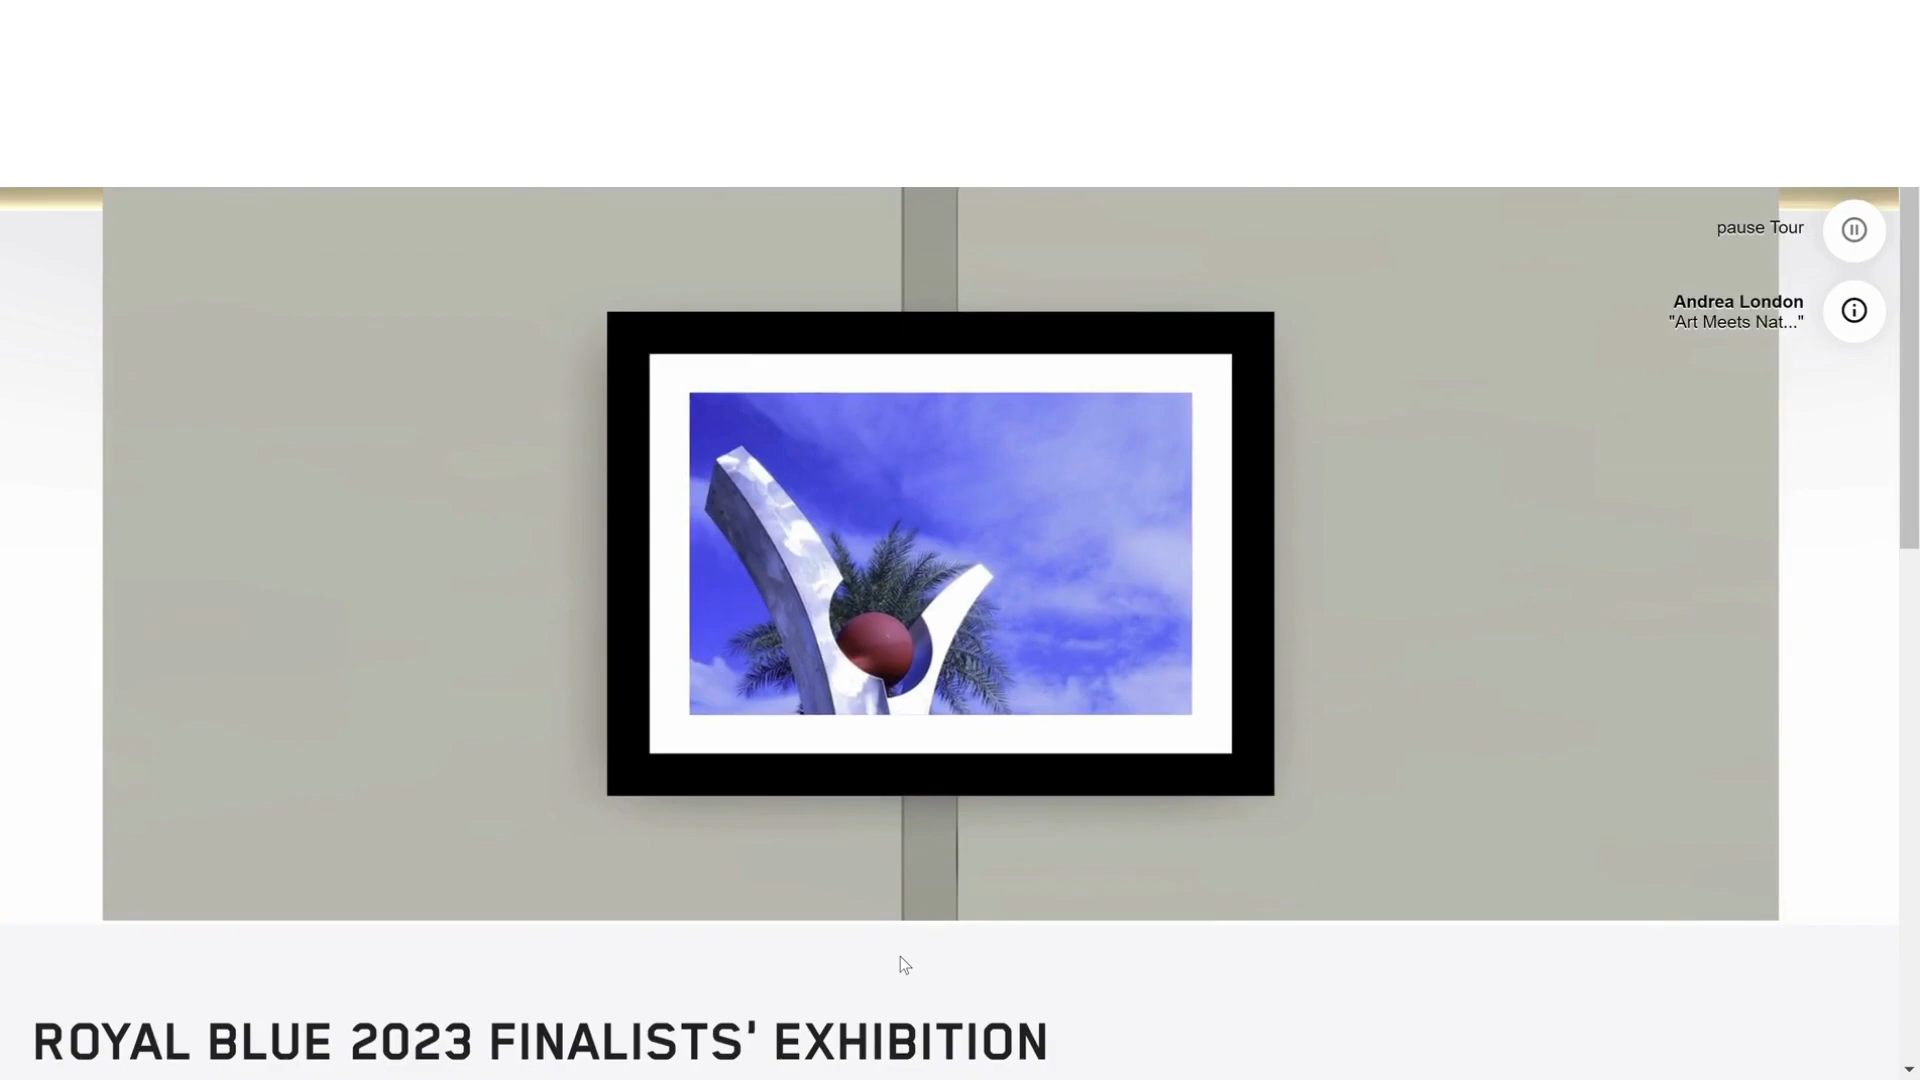 pause Tour
Andrea London
"Art Meets Nat..."
ROYAL BLUE 2023 FINALISTS' EXHIBITION